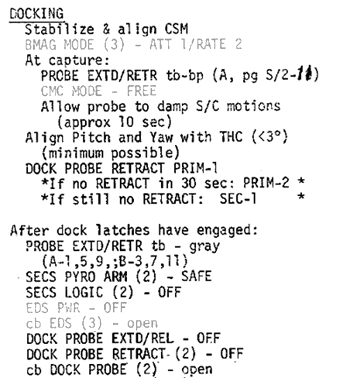 DOCKING
Stabilize & align CSM
BMAG MODE (3) - ATT 1/RATE 2
At capture:
PROBE EXTD/RETR tb-bp (A, pg S/2-11)
CMC MODE - FREE
Allow probe to damp S/C motions
(approx 10 sec)
Align Pitch and Yaw with THC (<3°)
(minimum possible)
DOCK PROBE RETRACT PRIM-1
*If no RETRACT in 30 sec: PRIM-2 *
*If still no RETRACT: SEC-1 *
After dock latches have engaged:
PROBE EXTD/RETR tb - gray
(A-1,5,9,;B-3,7,11)
SECS PYRO ARM (2) - SAFE
SECS LOGIC (2) - OFF
EDS PWR - OFF
cb EDS (3) - open
DOCK PROBE EXTD/REL - OFF
DOCK PROBE RETRACT (2) - OFF
cb DOCK PROBE (2) - open